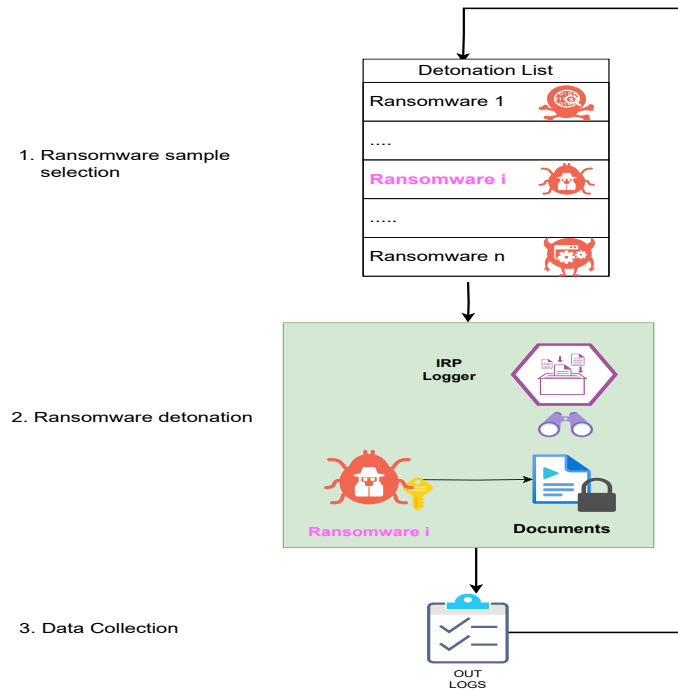 Detonation List
Ransomware 1
....
1. Ransomware sample
selection
Ransomware i
.....
Ransomware n
IRP
Logger
2. Ransomware detonation
Ransomware i
Documents
3. Data Collection
OUT
LOGS